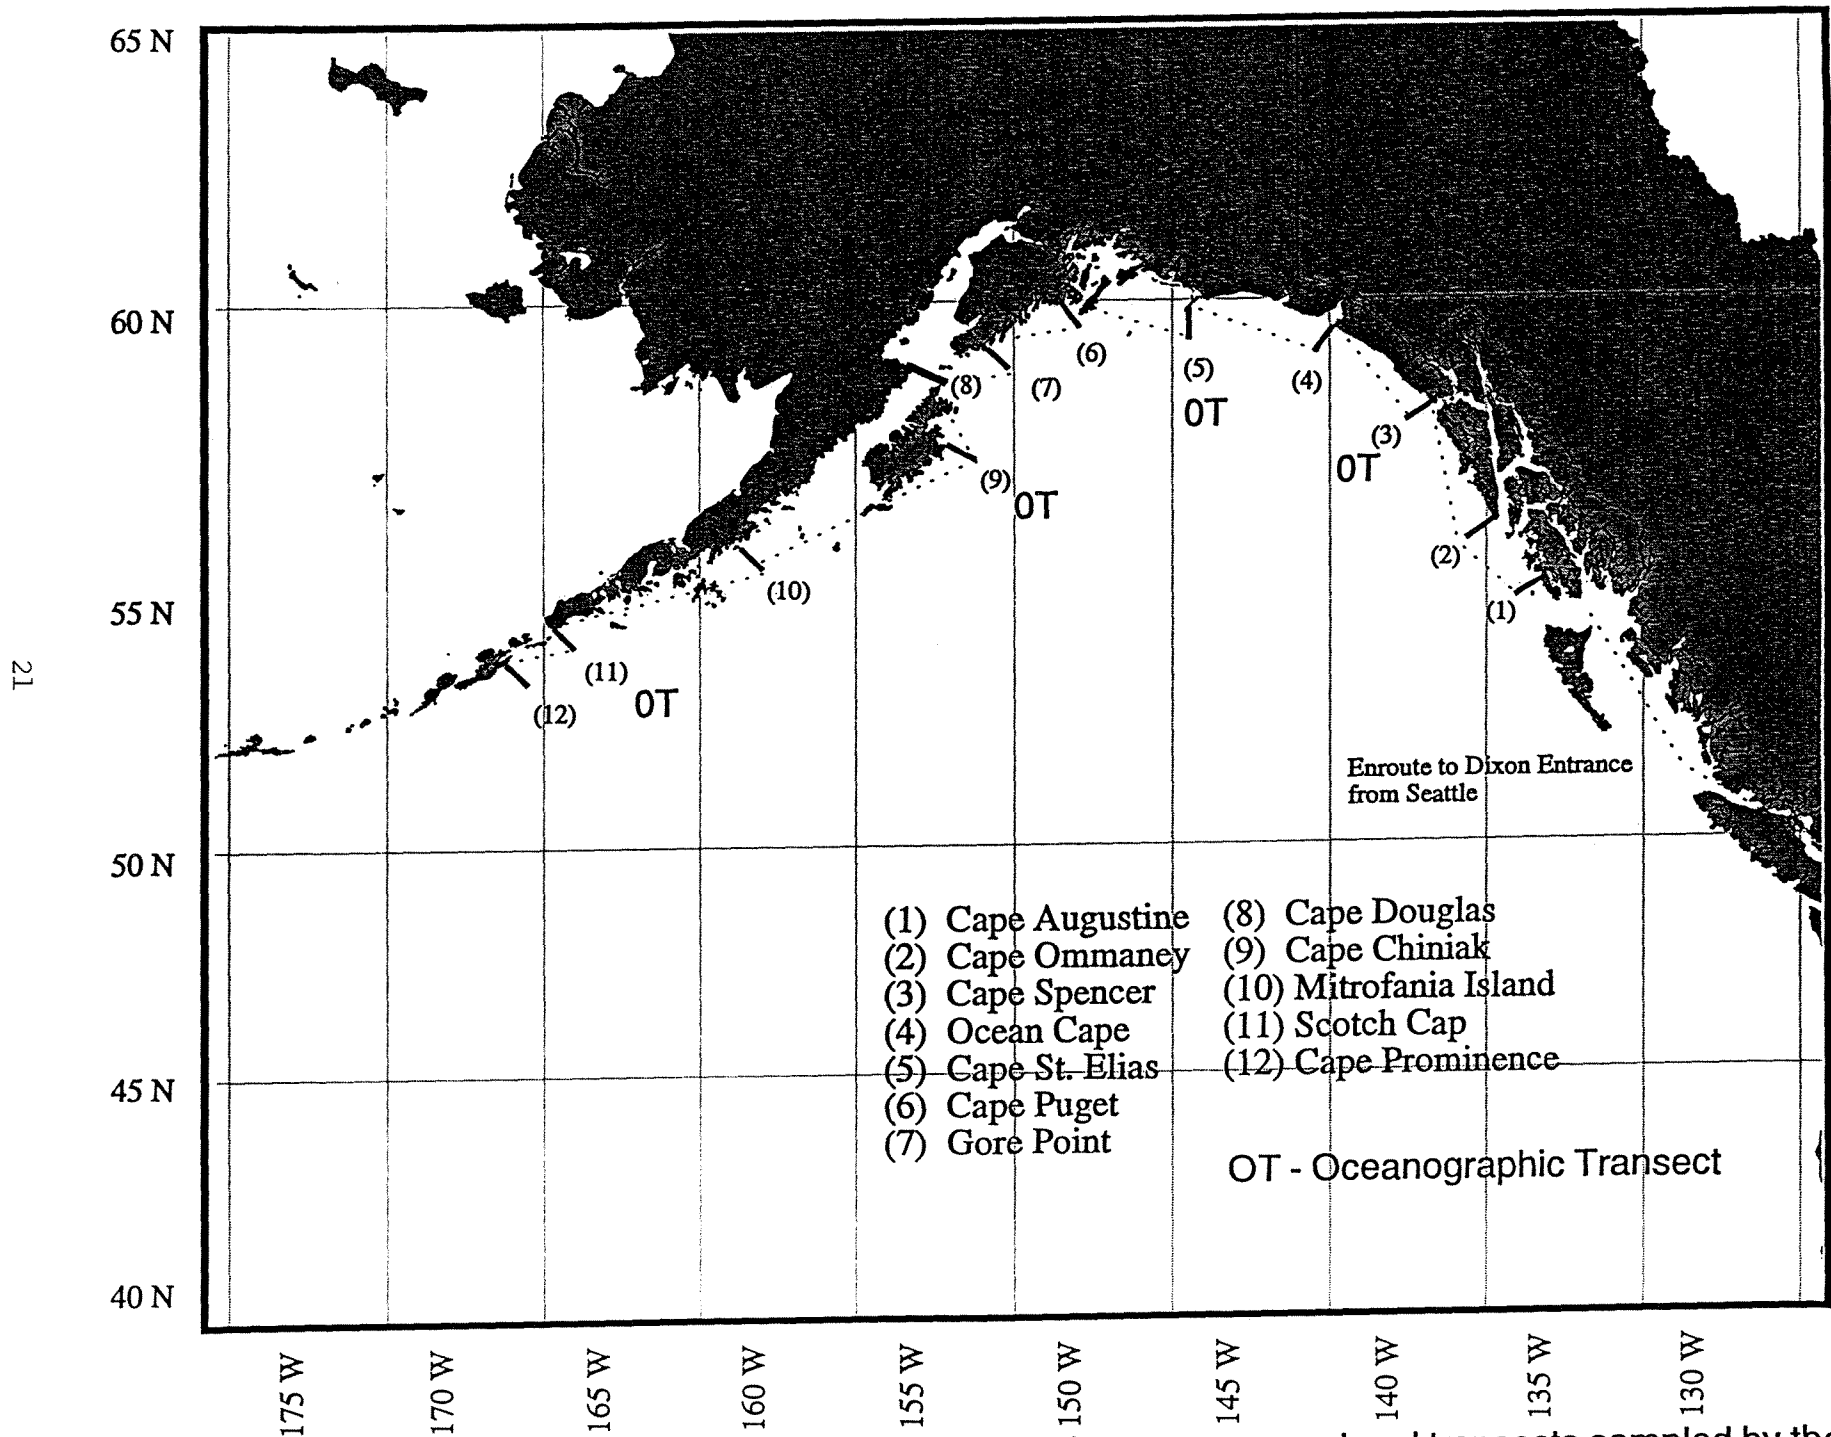 65 N
60 N
(6)
(5)
(4)
(8)
(7)
OT
(3)
OT
(9)
OT
(2)
(10)
(1)
55 N
21
(11)
OT
(12)
Enroute to Dixon Entrance
from Seattle
50 N
(1) Cape Augustine
(2) Cape Ommaney
(3) Cape Spencer
(4) Ocean Cape
(5) Cape St. Elias
(6) Cape Puget
(7) Gore Point
(8) Cape Douglas
(9) Cape Chiniak
(10) Mitrofania Island
(11) Scotch Cap
(12) Cape Prominence
45 N
OT - Oceanographic Transect
40 N
175 W
170 W
165 W
160 W
155 W
150 W
145 W
140 W
135 W
130 W
transects sampled by the